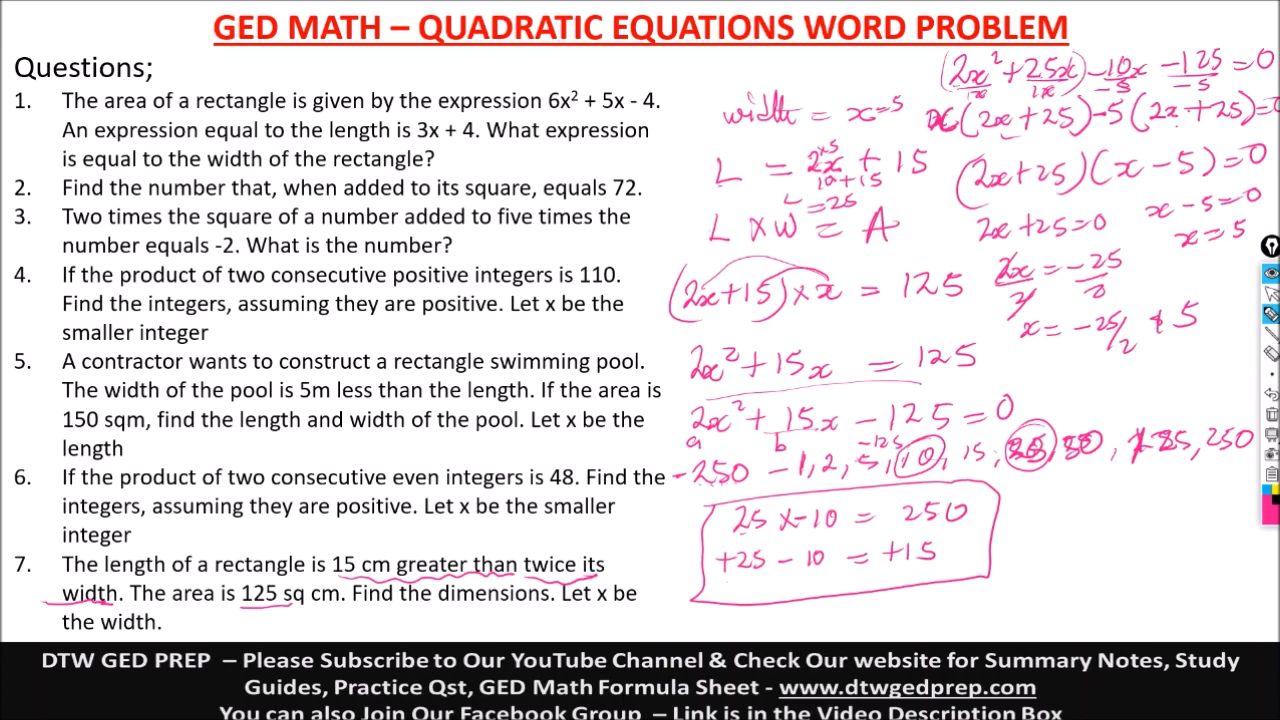 GED MATH – QUADRATIC EQUATIONS WORD PROBLEM
Questions;
1. The area of a rectangle is given by the expression 6x² + 5x - 4.
An expression equal to the length is 3x + 4. What expression
is equal to the width of the rectangle?
2. Find the number that, when added to its square, equals 72.
3. Two times the square of a number added to five times the
number equals -2. What is the number?
4. If the product of two consecutive positive integers is 110.
Find the integers, assuming they are positive. Let x be the
smaller integer
5. A contractor wants to construct a rectangle swimming pool.
The width of the pool is 5m less than the length. If the area is
150 sqm, find the length and width of the pool. Let x be the
length
6. If the product of two consecutive even integers is 48. Find the
integers, assuming they are positive. Let x be the smaller
integer
7. The length of a rectangle is 15 cm greater than twice its
width. The area is 125 sq cm. Find the dimensions. Let x be
the width.
width = x=5
L = 2x + 15
×5
10+15
L = 25
L × W = A
(2x+15) × x = 125
2x² + 15x = 125
2x² + 15x - 125 = 0
a b -125
-250 - 1, 2, 5, 10, 15, 25, 50, 125, 250
25 × -10 = 250
+25 - 10 = +15
(2x² + 25x) - 10x - 125 = 0
x x -5 -5
x(2x+25) - 5(2x+25) = 0
(2x+25)(x-5) = 0
2x+25=0 x-5=0
x=5
2x = -25
2 2
x = -25/2 & 5
DTW GED PREP – Please Subscribe to Our YouTube Channel & Check Our website for Summary Notes, Study
Guides, Practice Qst, GED Math Formula Sheet - www.dtwgedprep.com
You can also Join Our Facebook Group – Link is in the Video Description Box